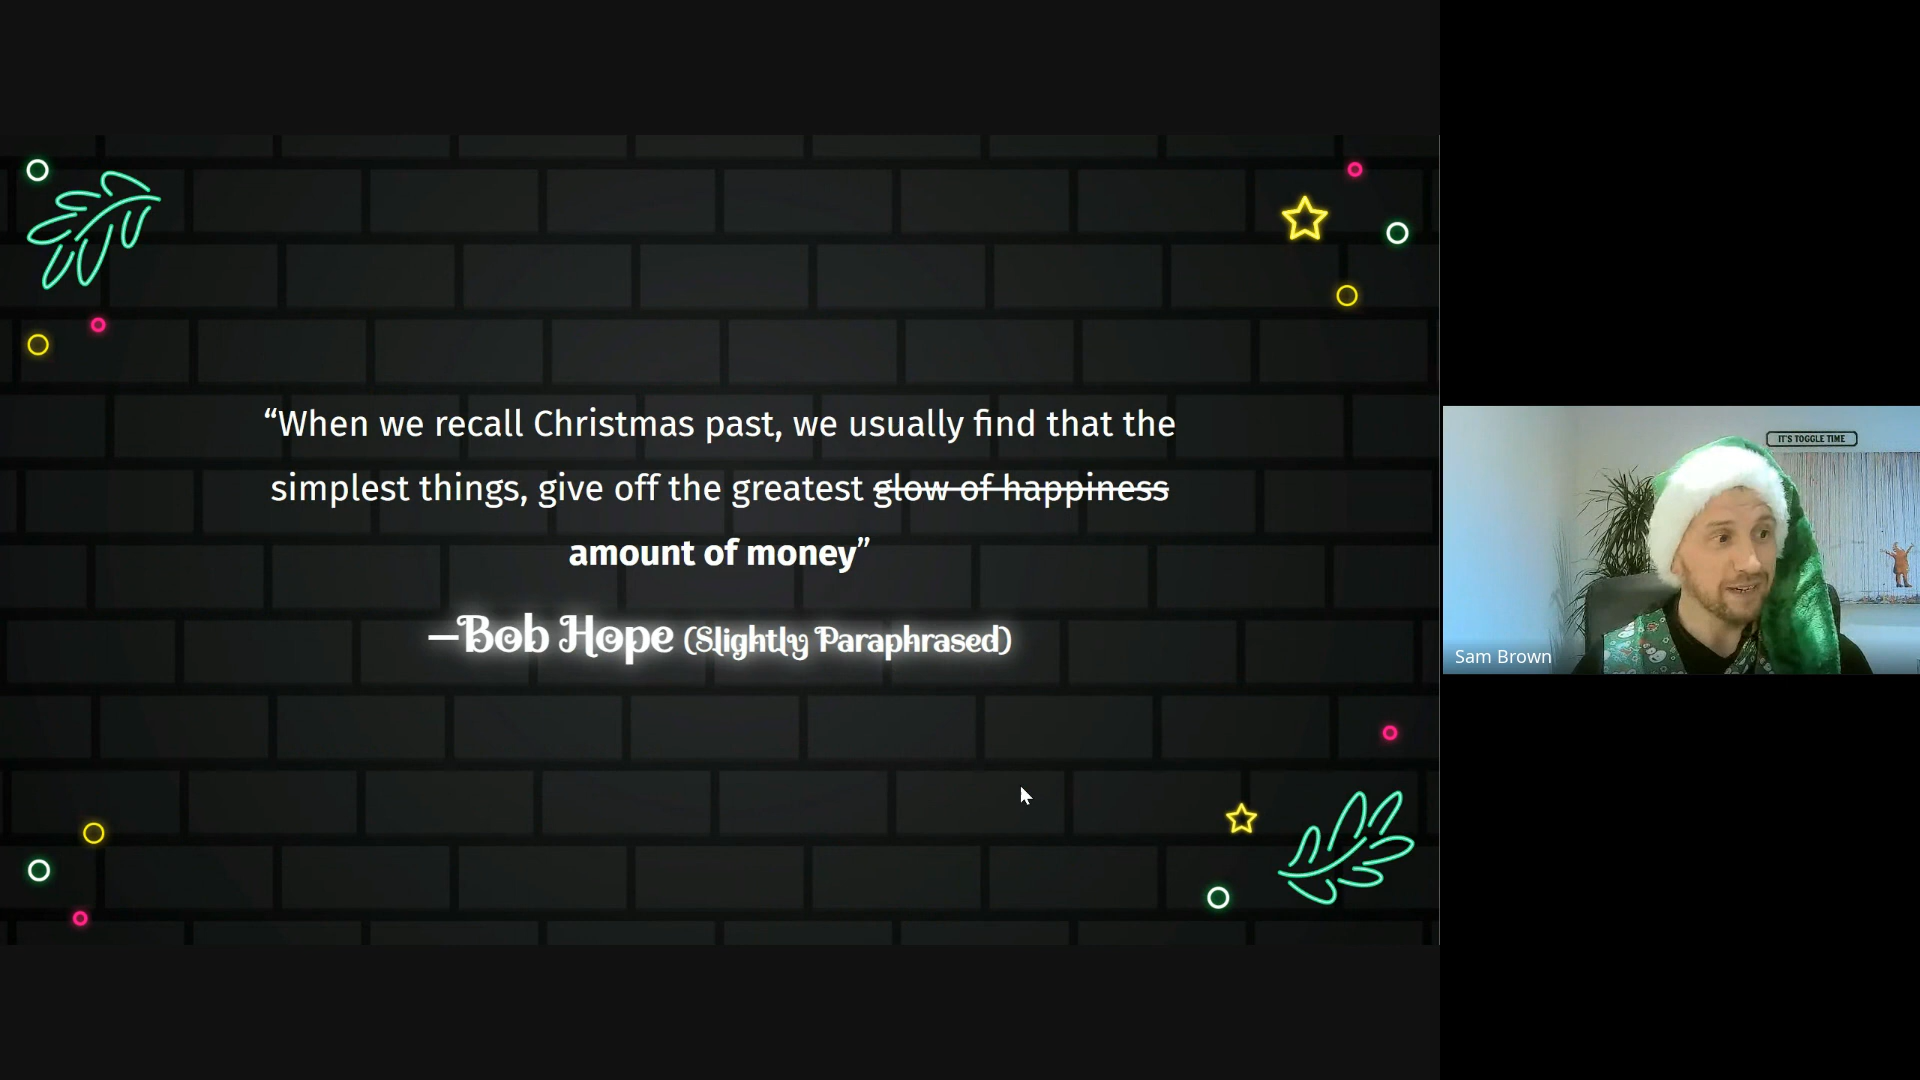 “When we recall Christmas past, we usually find that the
simplest things, give off the greatest glow of happiness
amount of money”
—Bob Hope (Slightly Paraphrased)
IT'S TOGGLE TIME
Sam Brown